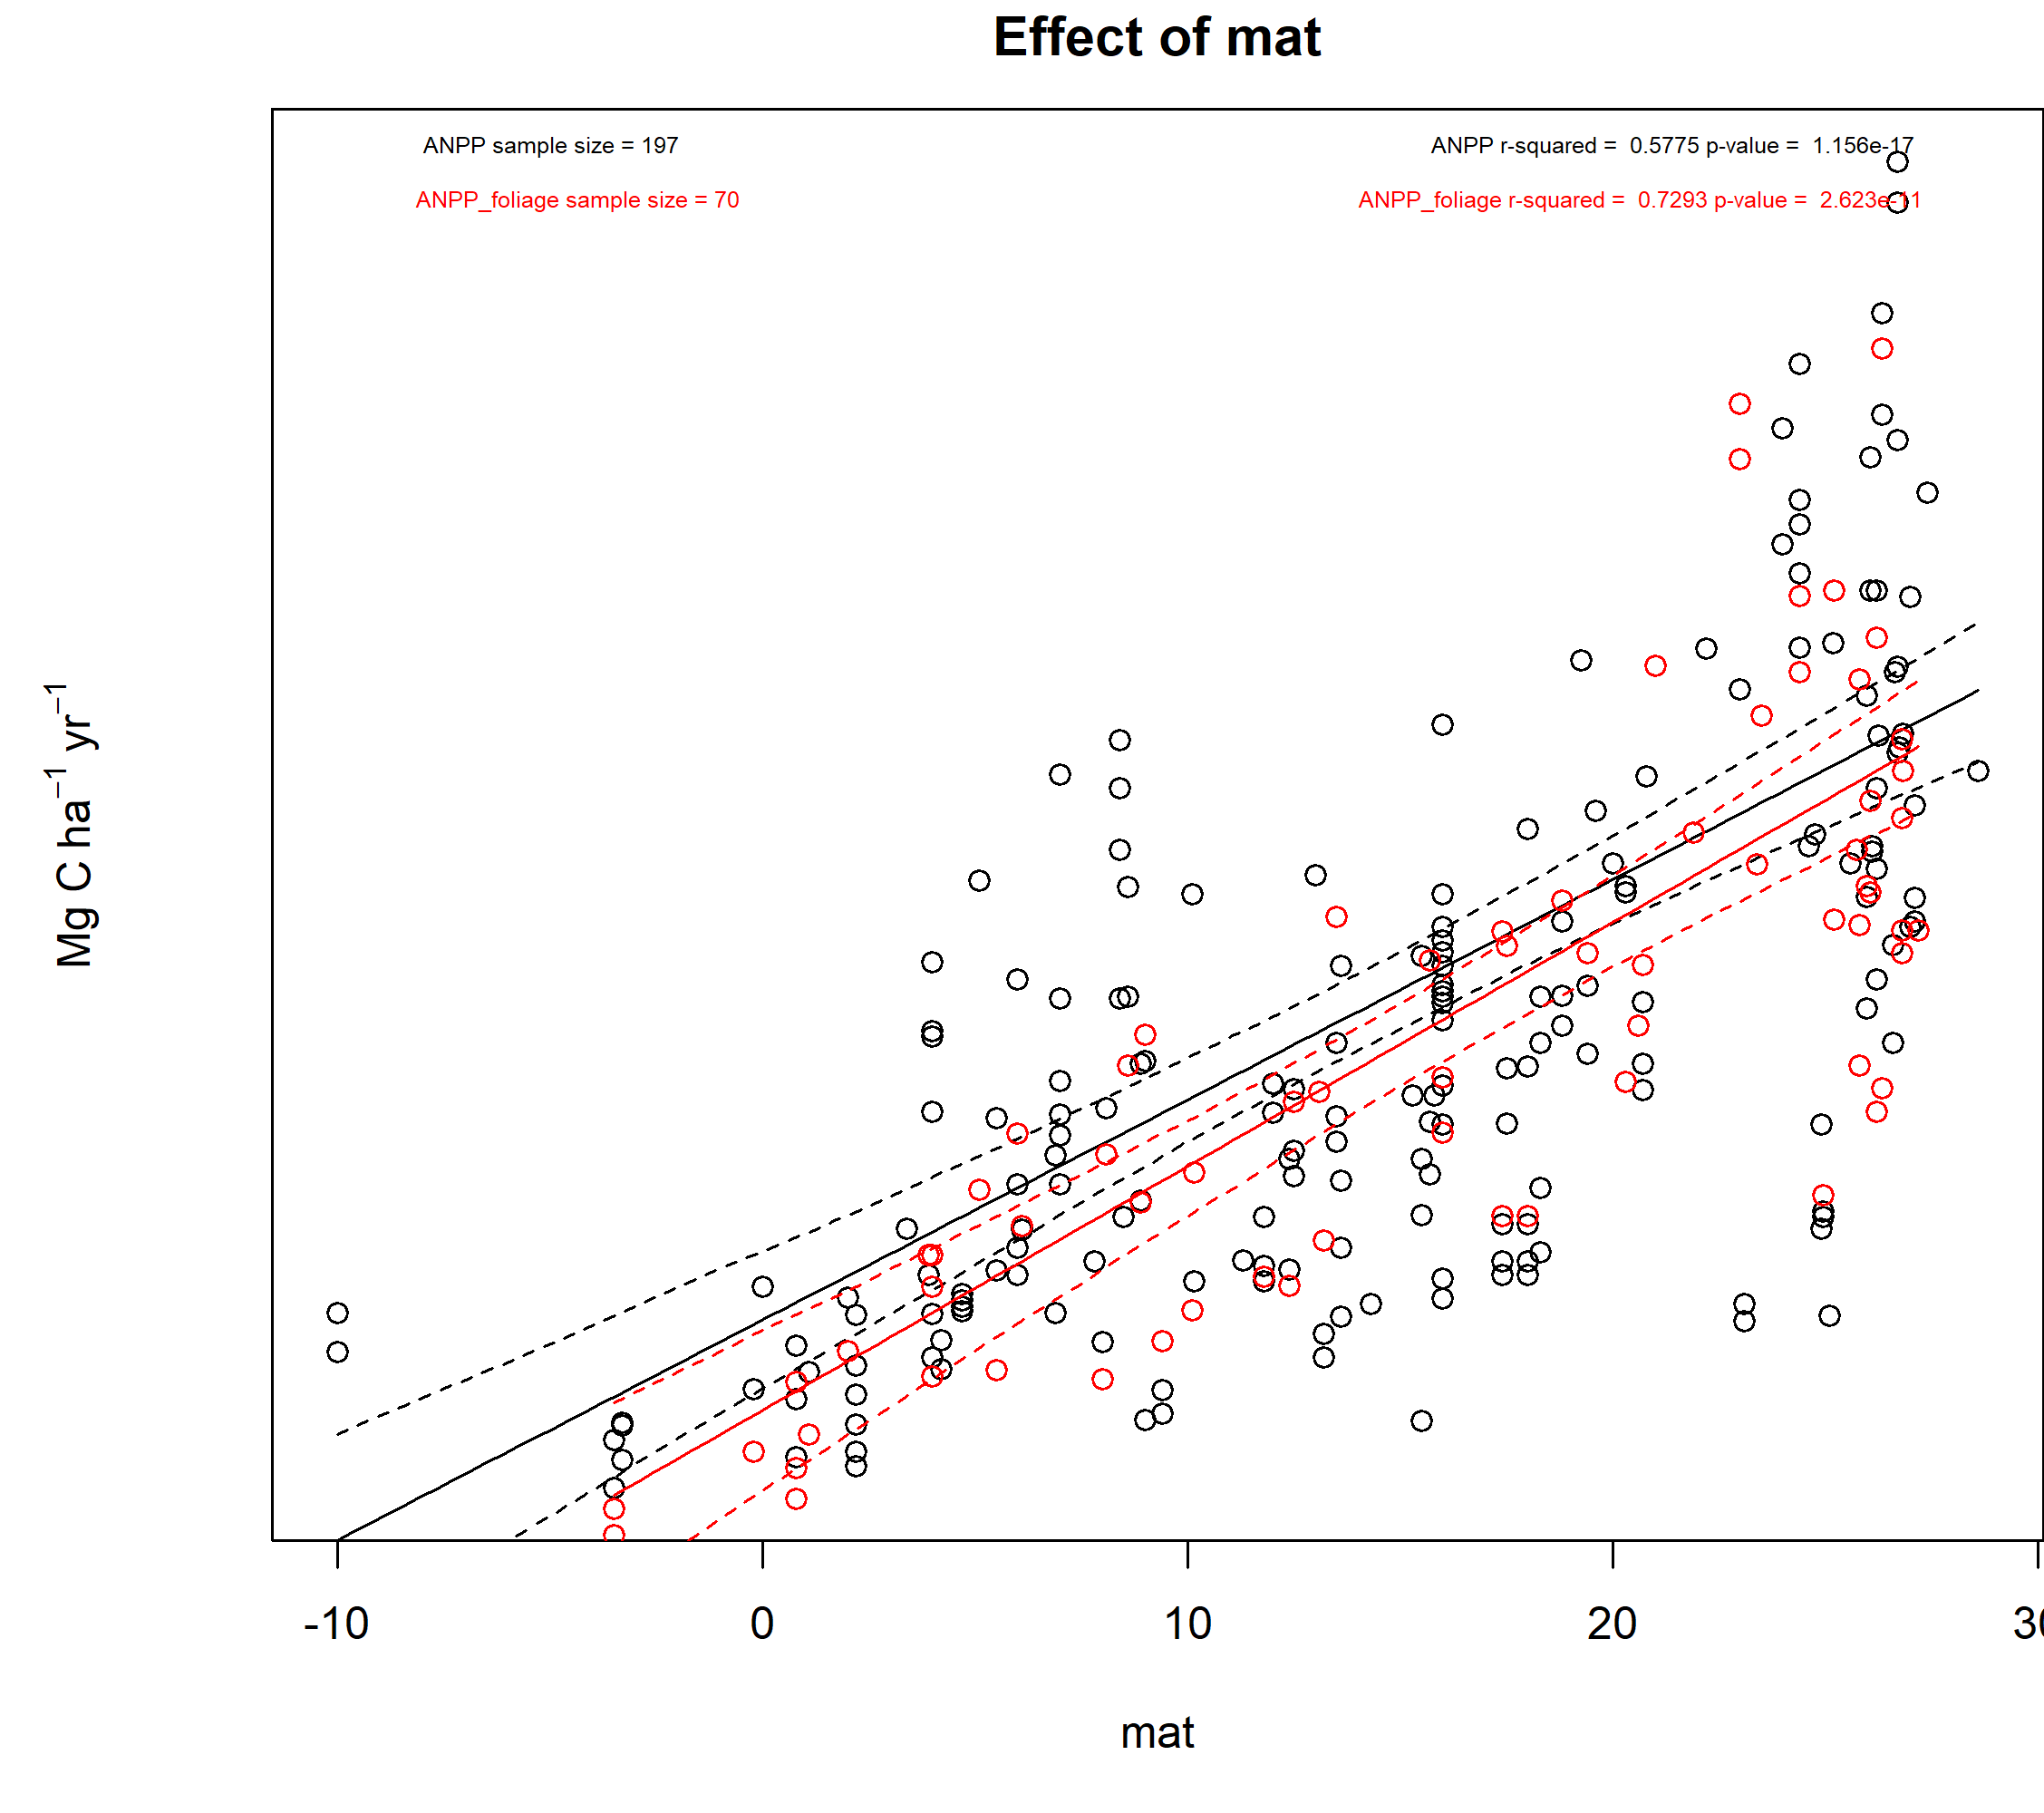 Effect of mat
ANPP sample size = 197
ANPP r-squared = 0.5775 p-value = 1.156e-17
ANPP_foliage sample size = 70
ANPP_foliage r-squared = 0.7293 p-value = 2.623e-11
Mg C ha⁻¹ yr⁻¹
-10 0 10 20 30
mat